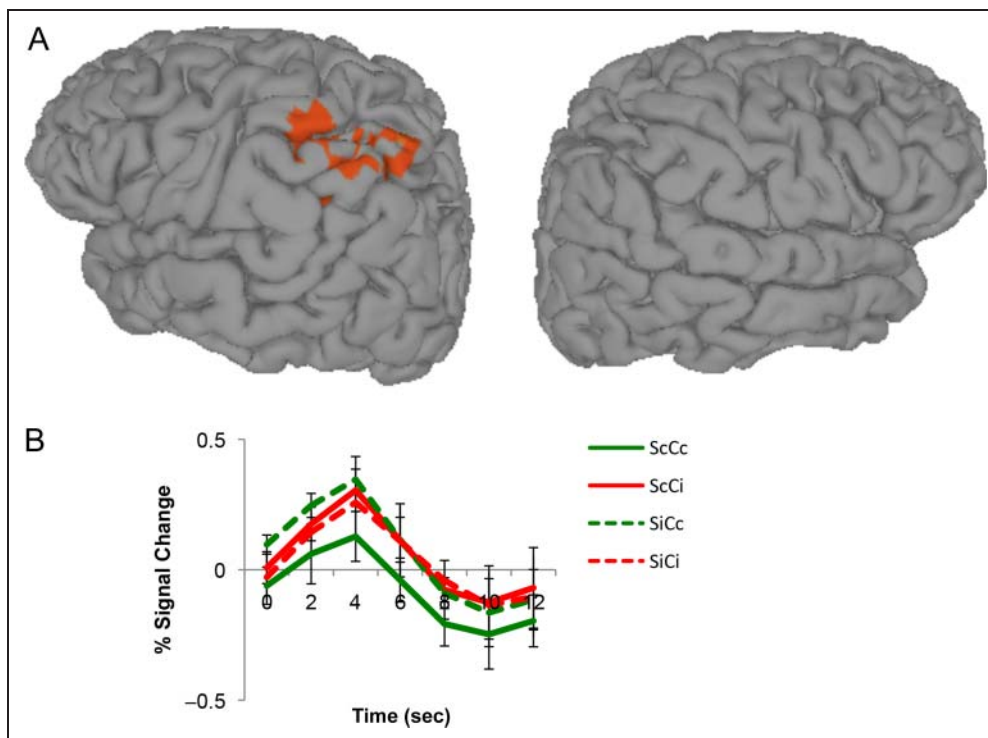 A
B
% Signal Change
0.5
0
–0.5
0 2 4 6 8 10 12
Time (sec)
ScCc
ScCi
SiCc
SiCi